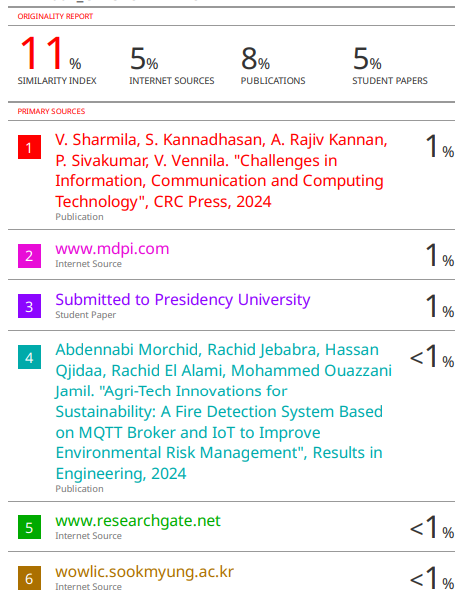 ORIGINALITY REPORT
11%
SIMILARITY INDEX
5%
INTERNET SOURCES
8%
PUBLICATIONS
5%
STUDENT PAPERS
PRIMARY SOURCES
1
V. Sharmila, S. Kannadhasan, A. Rajiv Kannan,
P. Sivakumar, V. Vennila. "Challenges in
Information, Communication and Computing
Technology", CRC Press, 2024
Publication
1%
2
www.mdpi.com
Internet Source
1%
3
Submitted to Presidency University
Student Paper
1%
4
Abdennabi Morchid, Rachid Jebabra, Hassan
Qjidaa, Rachid El Alami, Mohammed Ouazzani
Jamil. "Agri-Tech Innovations for
Sustainability: A Fire Detection System Based
on MQTT Broker and IoT to Improve
Environmental Risk Management", Results in
Engineering, 2024
Publication
<1%
5
www.researchgate.net
Internet Source
<1%
6
wowlic.sookmyung.ac.kr
Internet Source
<1%